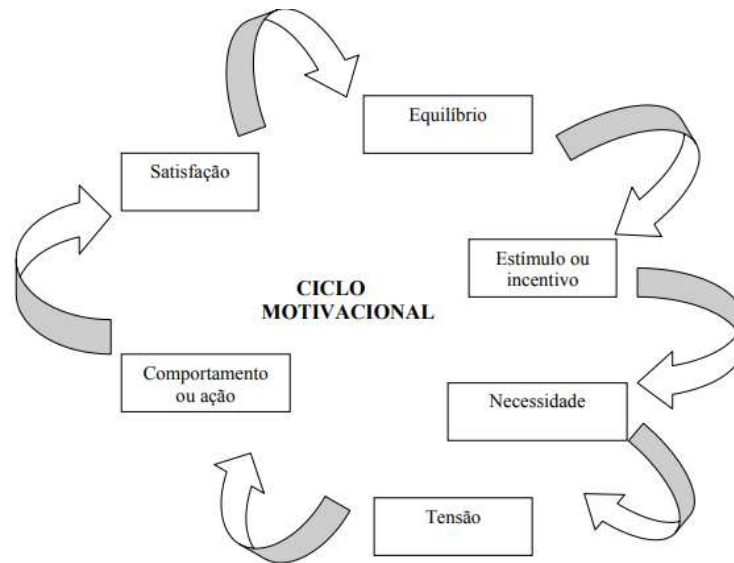 Equilíbrio
Satisfação
Estímulo ou
incentivo
CICLO
MOTIVACIONAL
Comportamento
ou ação
Necessidade
Tensão